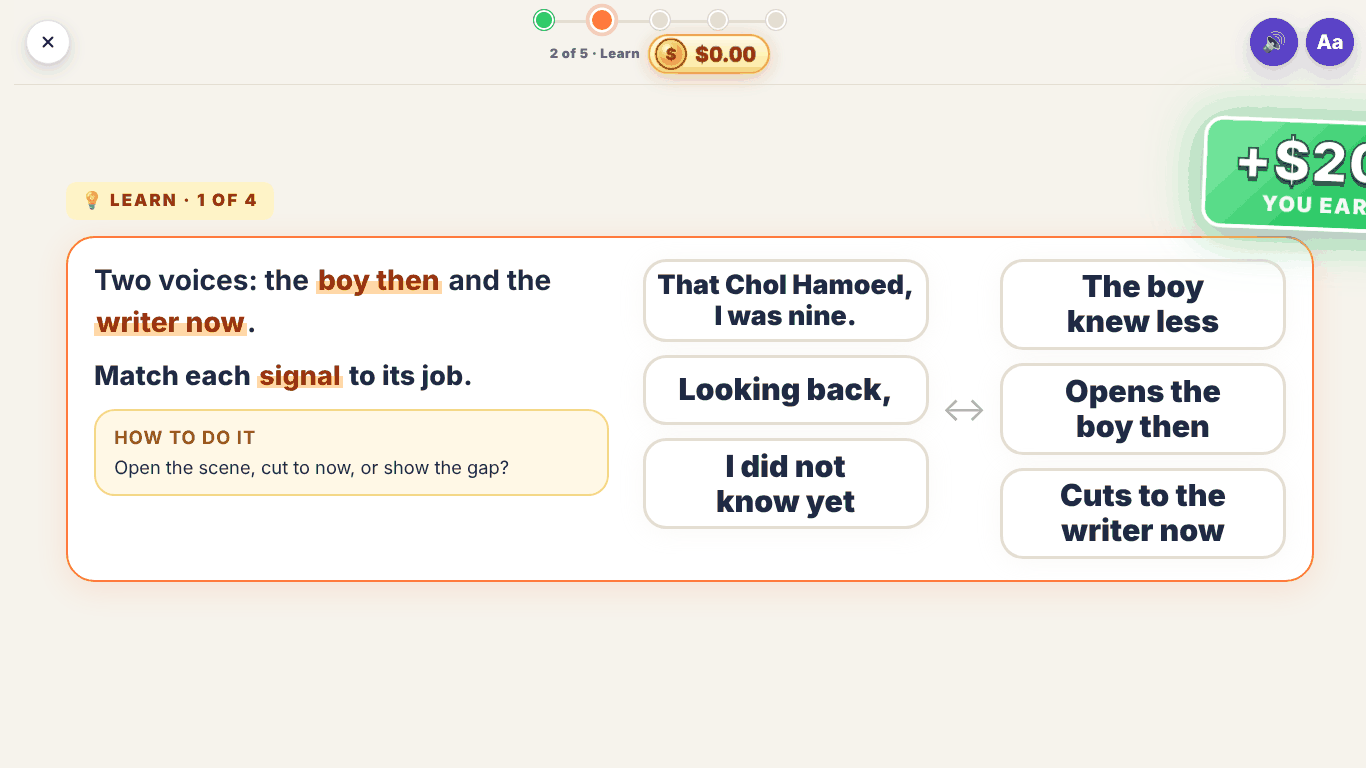 2 of 5 · Learn
$0.00
Aa
+$20
YOU EAR
LEARN · 1 OF 4
Two voices: the boy then and the
writer now.
Match each signal to its job.
HOW TO DO IT
Open the scene, cut to now, or show the gap?
That Chol Hamoed,
I was nine.
Looking back,
I did not
know yet
The boy
knew less
Opens the
boy then
Cuts to the
writer now